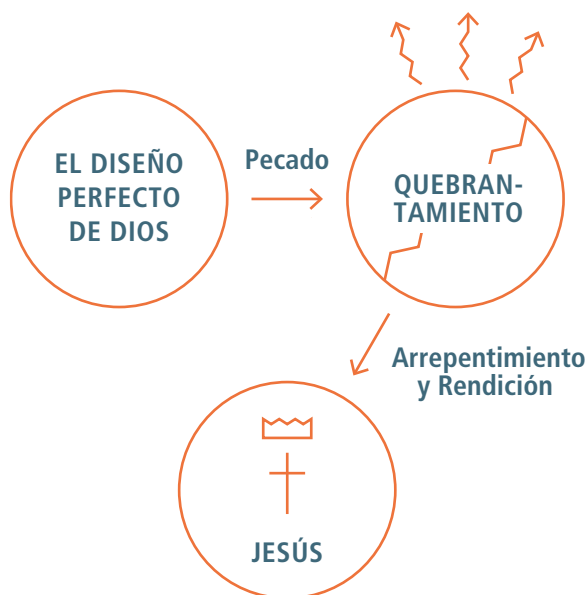 EL DISEÑO
PERFECTO
DE DIOS
Pecado
QUEBRAN-
TAMIENTO
Arrepentimiento
y Rendición
JESÚS